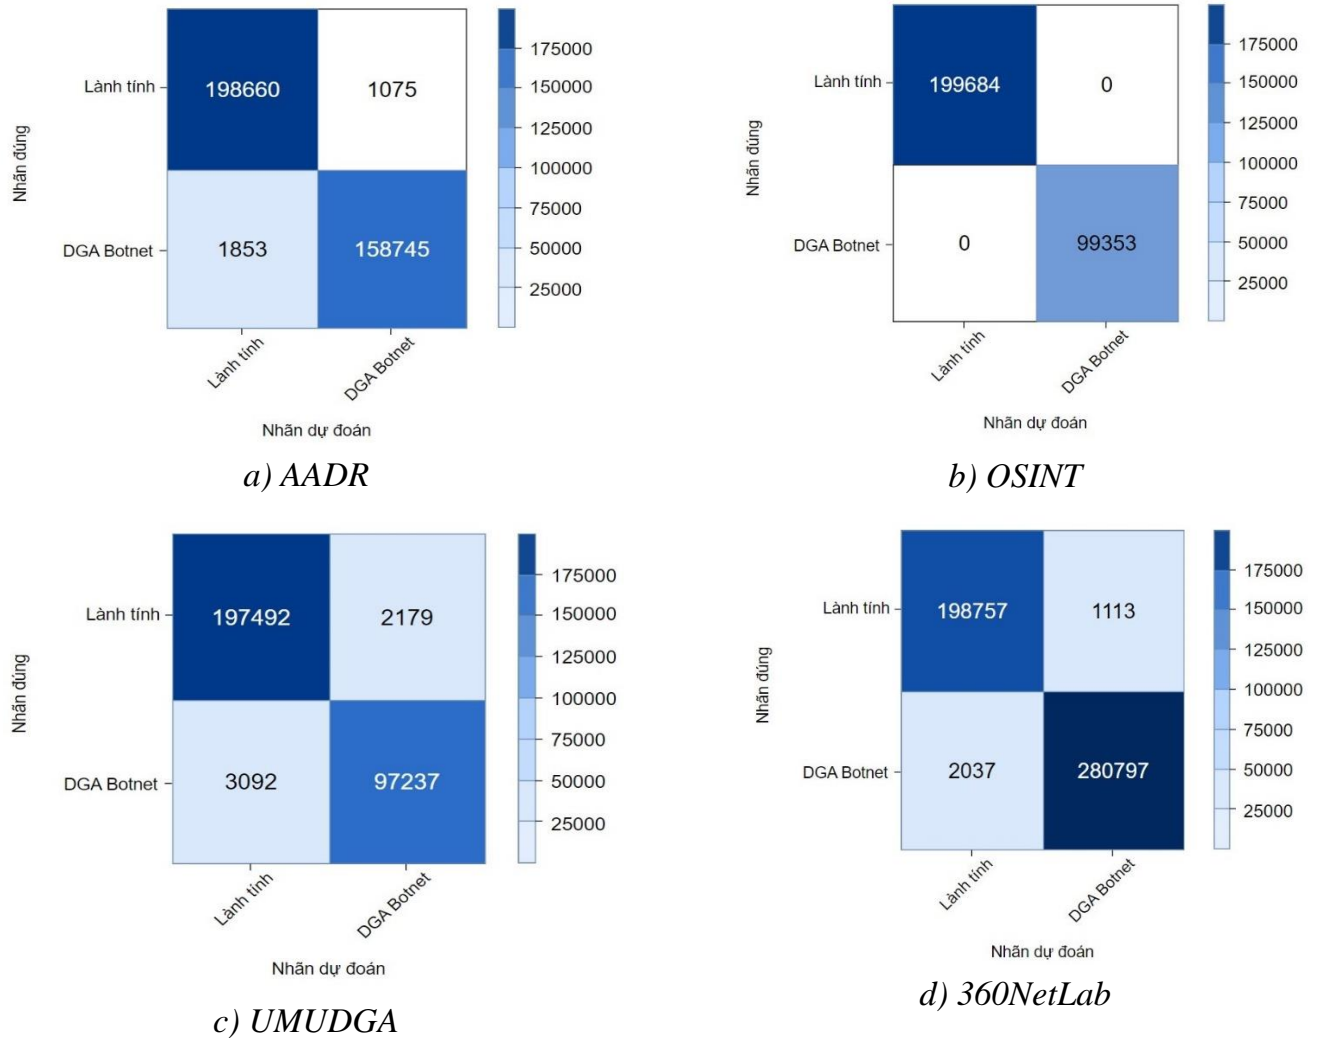 Nhãn đúng
Lành tính
DGA Botnet
198660 1075
1853 158745
175000
150000
125000
100000
75000
50000
25000
Lành tính
DGA Botnet
Nhãn dự đoán
a) AADR
Nhãn đúng
Lành tính
DGA Botnet
199684 0
0 99353
175000
150000
125000
100000
75000
50000
25000
Lành tính
DGA Botnet
Nhãn dự đoán
b) OSINT
Nhãn đúng
Lành tính
DGA Botnet
197492 2179
3092 97237
175000
150000
125000
100000
75000
50000
25000
Lành tính
DGA Botnet
Nhãn dự đoán
c) UMUDGA
Nhãn đúng
Lành tính
DGA Botnet
198757 1113
2037 280797
175000
150000
125000
100000
75000
50000
25000
Lành tính
DGA Botnet
Nhãn dự đoán
d) 360NetLab